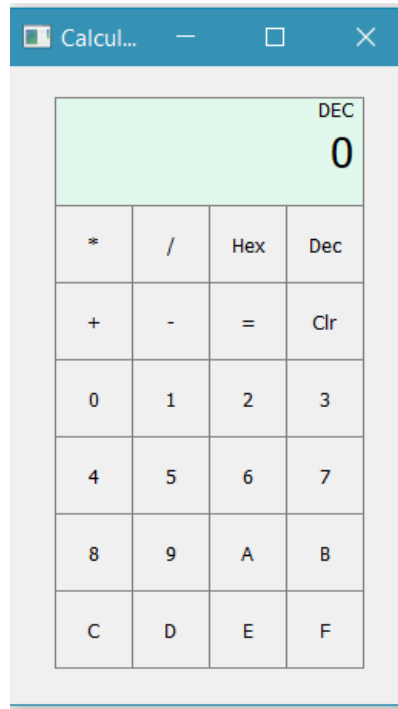 Calcul...
DEC
0
* / Hex Dec
+ - = Clr
0 1 2 3
4 5 6 7
8 9 A B
C D E F